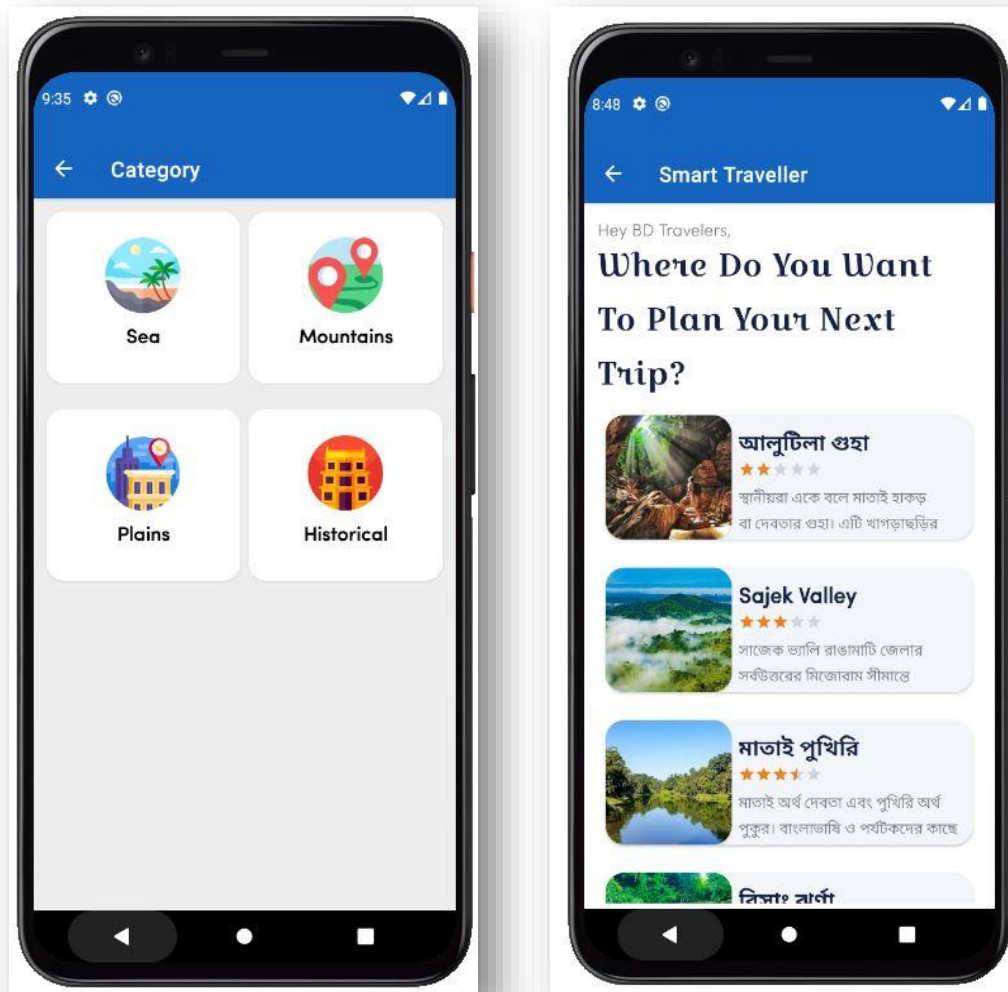 9:35
Category
Sea
Mountains
Plains
Historical
8:48
Smart Traveller
Hey BD Travelers,
Where Do You Want
To Plan Your Next
Trip?
আলুটিলা গুহা
স্থানীয়রা একে বলে মাতাই হাকড়
বা দেবতার গুহা। এটি খাগড়াছড়ির
Sajek Valley
সাজেক ভ্যালি রাঙামাটি জেলার
সর্বউত্তরের মিজোরাম সীমান্তে
মাতাই পুখিরি
মাতাই অর্থ দেবতা এবং পুখিরি অর্থ
পুকুর। বাংলাভাষি ও পর্যটকদের কাছে
রিসাং ঝর্ণা